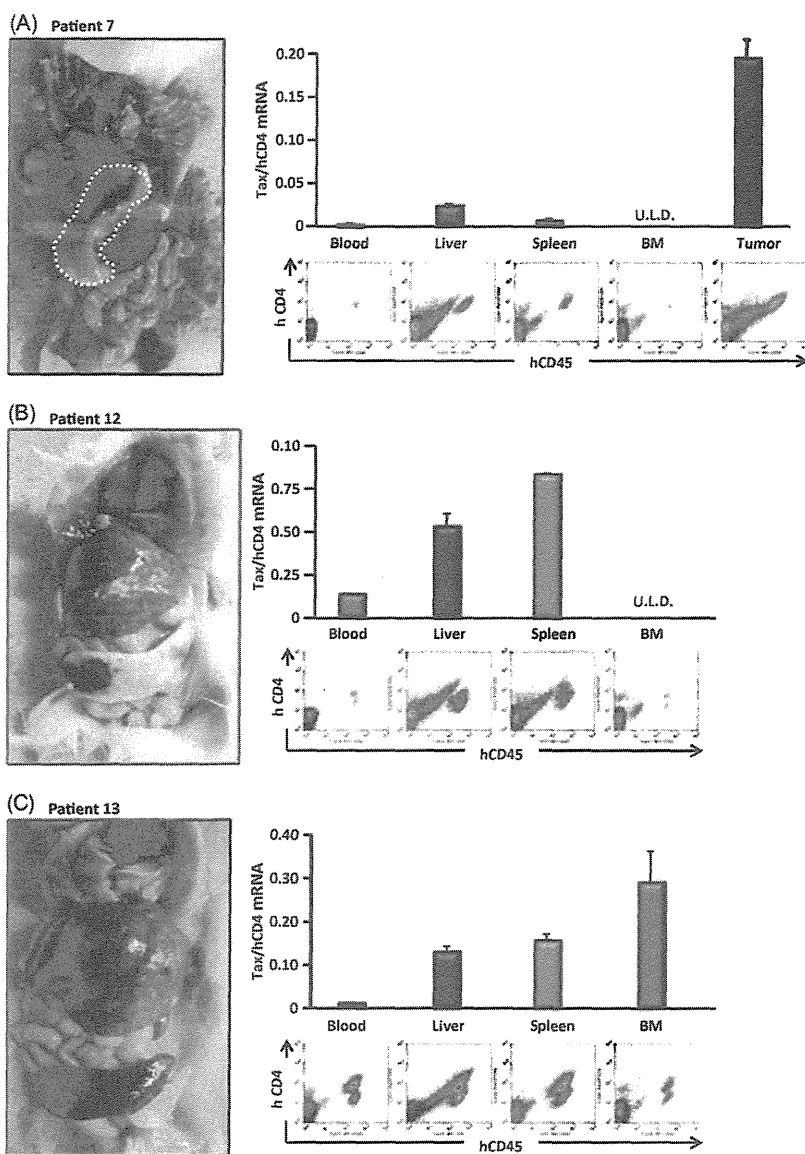 (A) Patient 7
Tax/hCD4 mRNA
0.20
0.15
0.10
0.05
0
U.L.D.
Blood Liver Spleen BM Tumor
h CD4
hCD45
(B) Patient 12
Tax/hCD4 mRNA
0.10
0.75
0.50
0.25
0
U.L.D.
Blood Liver Spleen BM
h CD4
hCD45
(C) Patient 13
Tax/hCD4 mRNA
0.40
0.30
0.20
0.10
0
Blood Liver Spleen BM
h CD4
hCD45